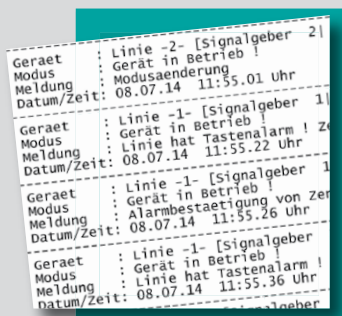 Geraet : Linie -2- [Signalgeber 2|
Modus : Gerät in Betrieb !
Meldung : Modusaenderung
Datum/Zeit: 08.07.14 11:55.01 Uhr
Geraet : Linie -1- [Signalgeber 1|
Modus : Gerät in Betrieb !
Meldung : Linie hat Tastenalarm ! Ze
Datum/Zeit: 08.07.14 11:55.22 Uhr
Geraet : Linie -1- [Signalgeber 1
Modus : Gerät in Betrieb !
Meldung : Alarmbestaetigung von Zen
Datum/Zeit: 08.07.14 11:55.26 Uhr
Geraet : Linie -1- [Signalgeber
Modus : Gerät in Betrieb !
Meldung : Linie hat Tastenalarm !
Datum/Zeit: 08.07.14 11:55.36 Uhr